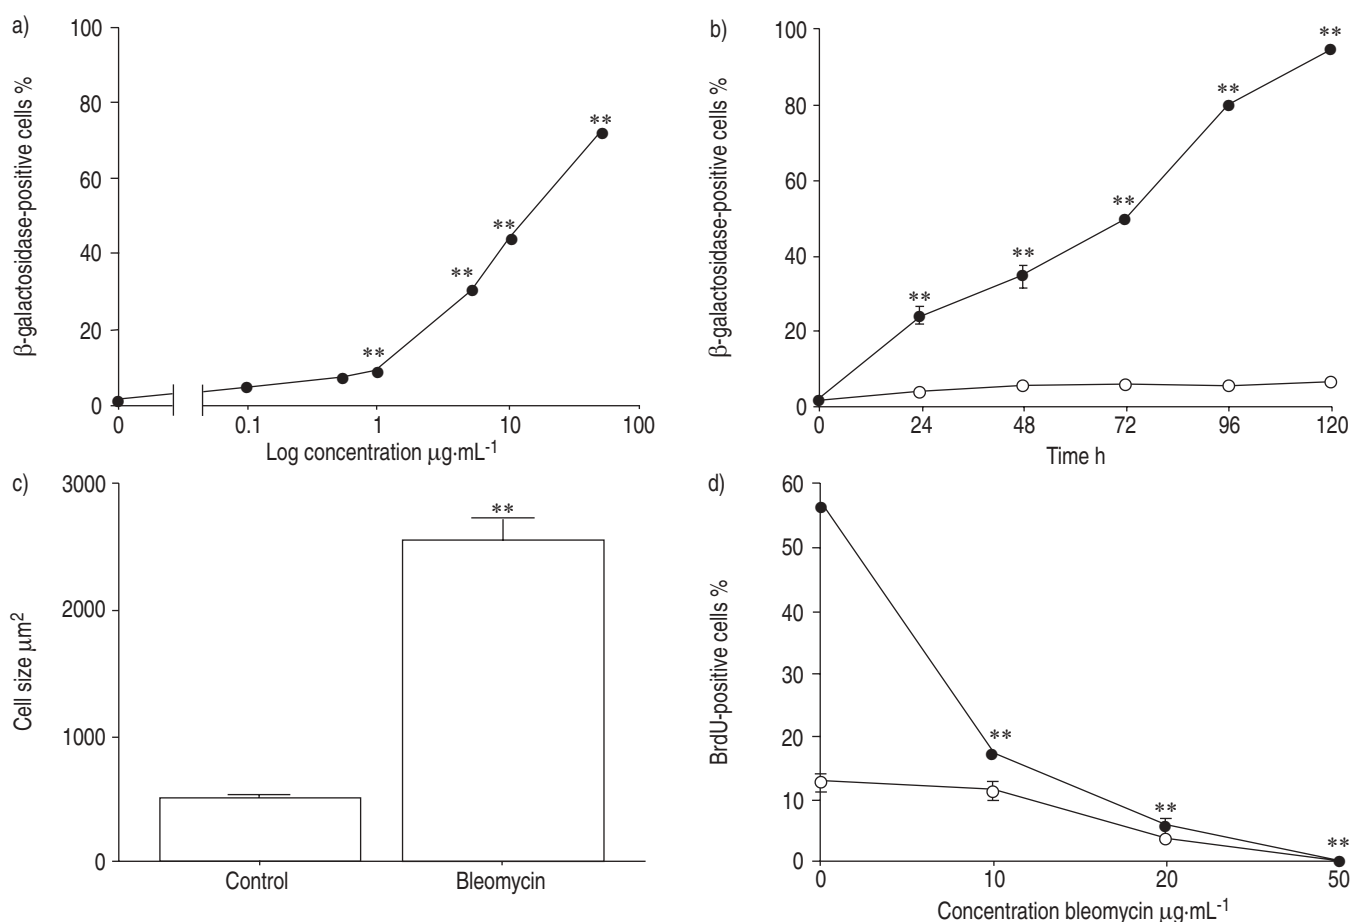 a)
β-galactosidase-positive cells %
100
80
60
40
20
0
**
**
**
**
0 0.1 1 10 100
Log concentration μg·mL-1
b)
β-galactosidase-positive cells %
100
80
60
40
20
0
**
**
**
**
**
0 24 48 72 96 120
Time h
c)
Cell size μm2
3000
2000
1000
0
**
Control Bleomycin
d)
BrdU-positive cells %
60
50
40
30
20
10
0
**
**
**
0 10 20 50
Concentration bleomycin μg·mL-1